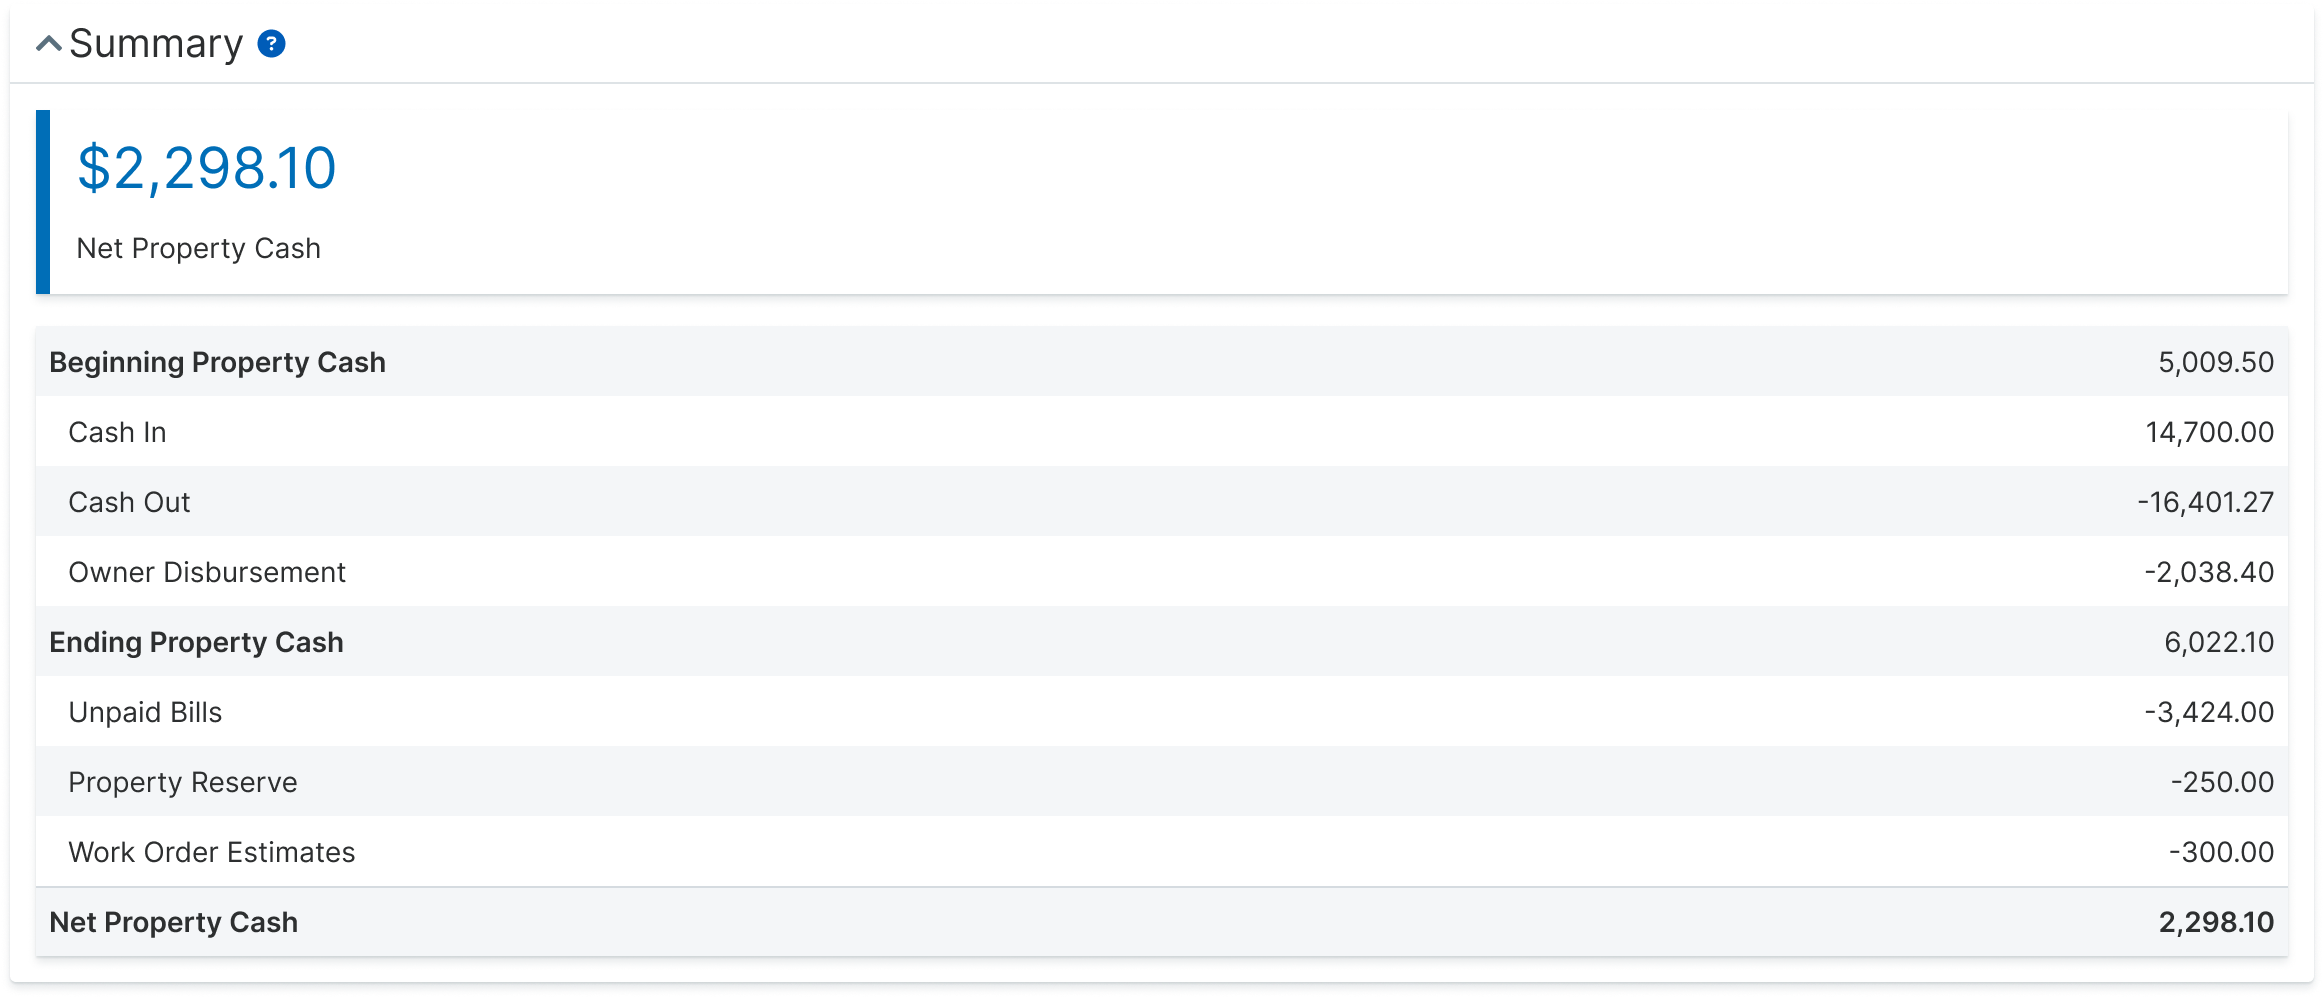 Summary ?
$2,298.10
Net Property Cash
Beginning Property Cash 5,009.50
Cash In 14,700.00
Cash Out -16,401.27
Owner Disbursement -2,038.40
Ending Property Cash 6,022.10
Unpaid Bills -3,424.00
Property Reserve -250.00
Work Order Estimates -300.00
Net Property Cash 2,298.10